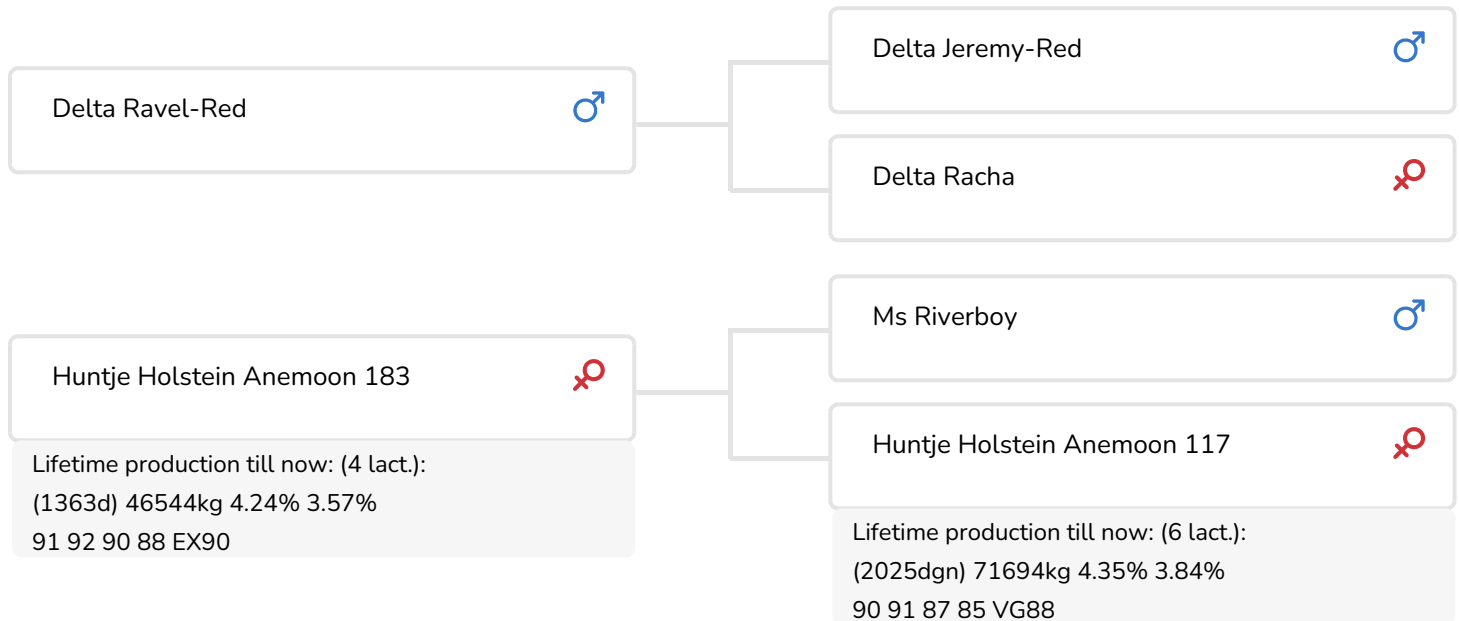 Delta Ravel-Red
Delta Jeremy-Red
Delta Racha
Huntje Holstein Anemoon 183
Lifetime production till now: (4 lact.):
(1363d) 46544kg 4.24% 3.57%
91 92 90 88 EX90
Ms Riverboy
Huntje Holstein Anemoon 117
Lifetime production till now: (6 lact.):
(2025dgn) 71694kg 4.35% 3.84%
90 91 87 85 VG88